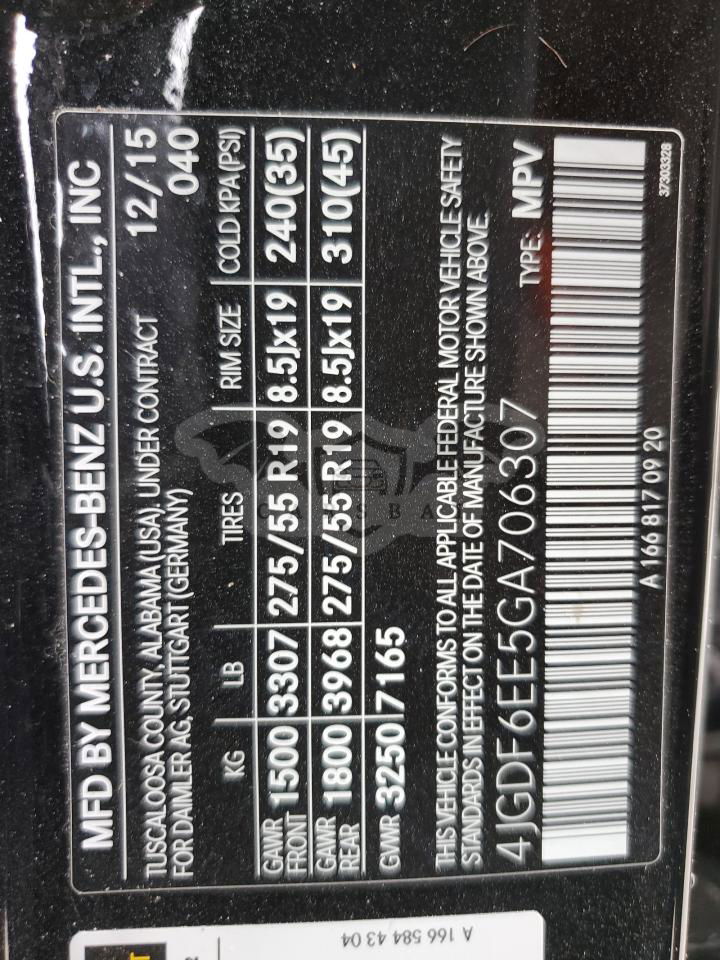 MFD BY MERCEDES-BENZ U.S. INTL., INC
TUSCALOOSA COUNTY, ALABAMA (USA), UNDER CONTRACT 12/15
FOR DAIMLER AG, STUTTGART (GERMANY) 040
KG LB TIRES RIM SIZE COLD KPA (PSI)
GAWR FRONT 1500 3307 275/55 R19 8.5Jx19 240(35)
GAWR REAR 1800 3968 275/55 R19 8.5Jx19 310(45)
GVWR 3250 7165
THIS VEHICLE CONFORMS TO ALL APPLICABLE FEDERAL MOTOR VEHICLE SAFETY
STANDARDS IN EFFECT ON THE DATE OF MANUFACTURE SHOWN ABOVE.
4JGDF6EE5GA706307 TYPE: MPV
A 166 817 09 20
37303328
A 166 584 43 04